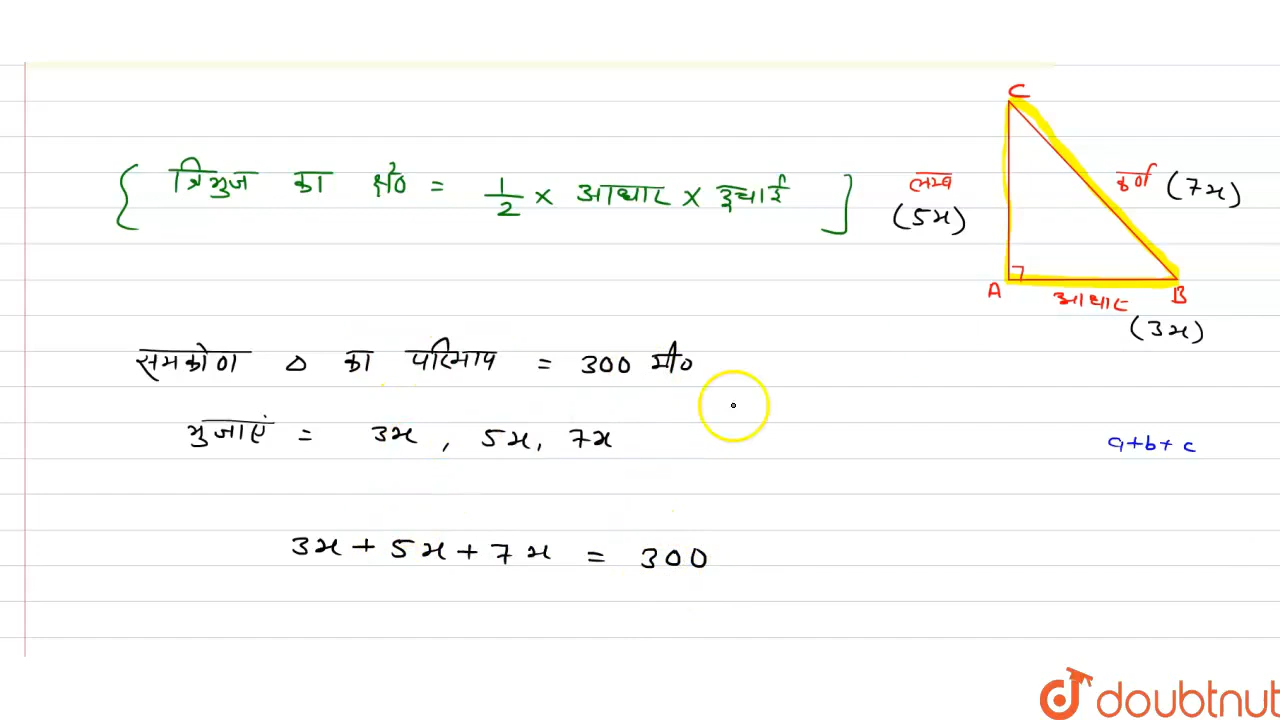 C
{ त्रिभुज का क्षे० = 1/2 × आधार × ऊँचाई ]
लम्ब
(5x)
कर्ण (7x)
A
आधार
B
(3x)
समकोण △ का परिमाप = 300 मी०
भुजाएं = 3x, 5x, 7x
a+b+c
3x + 5x + 7x = 300
doubtnut